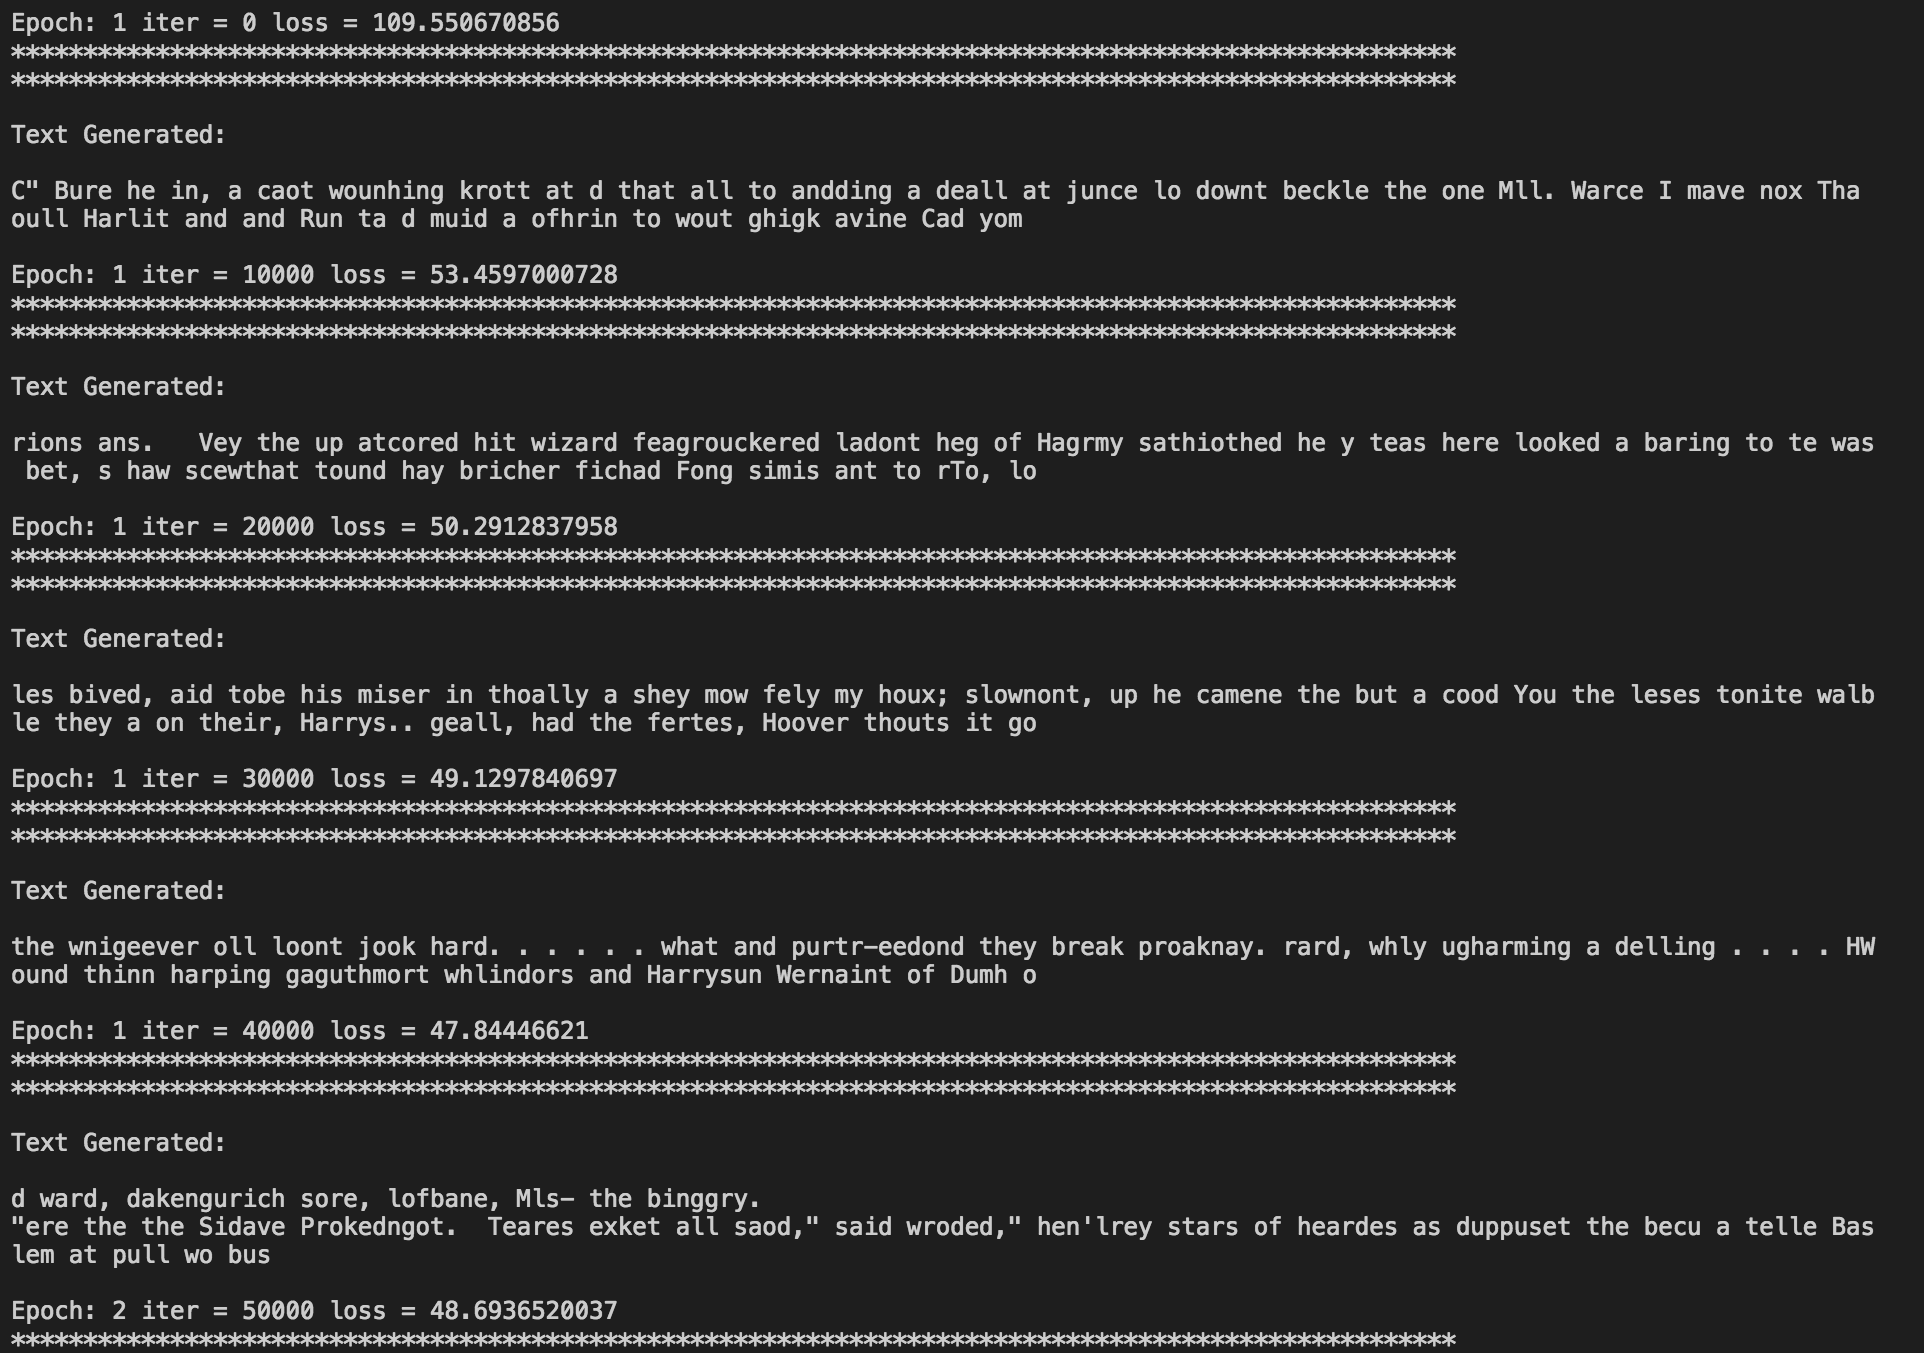 Epoch: 1 iter = 0 loss = 109.550670856
****************************************************************************************************
****************************************************************************************************
Text Generated:
C" Bure he in, a caot wounhing krott at d that all to andding a deall at junce lo downt beckle the one Mll. Warce I mave nox Tha
oull Harlit and and Run ta d muid a ofhrin to wout ghigk avine Cad yom
Epoch: 1 iter = 10000 loss = 53.4597000728
****************************************************************************************************
****************************************************************************************************
Text Generated:
rions ans.   Vey the up atcored hit wizard feagrouckered ladont heg of Hagrmy sathiothed he y teas here looked a baring to te was
 bet, s haw scewthat tound hay bricher fichad Fong simis ant to rTo, lo
Epoch: 1 iter = 20000 loss = 50.2912837958
****************************************************************************************************
****************************************************************************************************
Text Generated:
les bived, aid tobe his miser in thoally a shey mow fely my houx; slownont, up he camene the but a cood You the leses tonite walb
le they a on their, Harrys.. geall, had the fertes, Hoover thouts it go
Epoch: 1 iter = 30000 loss = 49.1297840697
****************************************************************************************************
****************************************************************************************************
Text Generated:
the wnigeever oll loont jook hard. . . . . . what and purtr-eedond they break proaknay. rard, whly ugharming a delling . . . . HW
ound thinn harping gaguthmort whlindors and Harrysun Wernaint of Dumh o
Epoch: 1 iter = 40000 loss = 47.84446621
****************************************************************************************************
****************************************************************************************************
Text Generated:
d ward, dakengurich sore, lofbane, Mls- the binggry.
"ere the the Sidave Prokedngot.  Teares exket all saod," said wroded," hen'lrey stars of heardes as duppuset the becu a telle Bas
lem at pull wo bus
Epoch: 2 iter = 50000 loss = 48.6936520037
****************************************************************************************************